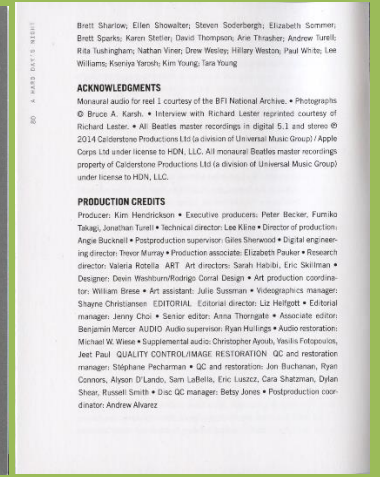 80 A HARD DAY'S NIGHT
Brett Sharlow; Ellen Showalter; Steven Soderbergh; Elizabeth Sommer;
Brett Sparks; Karen Stetler; David Thompson; Arie Thrasher; Andrew Turell;
Rita Tushingham; Nathan Viner; Drew Wesley; Hillary Weston; Paul White; Lee
Williams; Kseniya Yarosh; Kim Young; Tara Young
ACKNOWLEDGMENTS
Monaural audio for reel 1 courtesy of the BFI National Archive. • Photographs
© Bruce A. Karsh. • Interview with Richard Lester reprinted courtesy of
Richard Lester. • All Beatles master recordings in digital 5.1 and stereo ℗
2014 Calderstone Productions Ltd (a division of Universal Music Group) / Apple
Corps Ltd under license to HDN, LLC. All monaural Beatles master recordings
property of Calderstone Productions Ltd (a division of Universal Music Group)
under license to HDN, LLC.
PRODUCTION CREDITS
Producer: Kim Hendrickson • Executive producers: Peter Becker, Fumiko
Takagi, Jonathan Turell • Technical director: Lee Kline • Director of production:
Angie Bucknell • Postproduction supervisor: Giles Sherwood • Digital engineer-
ing director: Trevor Murray • Production associate: Elizabeth Pauker • Research
director: Valeria Rotella ART Art directors: Sarah Habibi, Eric Skillman •
Designer: Devin Washburn/Rodrigo Corral Design • Art production coordina-
tor: William Brese • Art assistant: Julie Sussman • Videographics manager:
Shayne Christiansen EDITORIAL Editorial director: Liz Helfgott • Editorial
manager: Jenny Choi • Senior editor: Anna Thorngate • Associate editor:
Benjamin Mercer AUDIO Audio supervisor: Ryan Hullings • Audio restoration:
Michael W. Wiese • Supplemental audio: Christopher Ayoub, Vasilis Fotopoulos,
Jeet Paul QUALITY CONTROL/IMAGE RESTORATION QC and restoration
manager: Stéphane Pecharman • QC and restoration: Jon Buchanan, Ryan
Connors, Alyson D'Lando, Sam LaBella, Eric Luszcz, Cara Shatzman, Dylan
Shear, Russell Smith • Disc QC manager: Betsy Jones • Postproduction coor-
dinator: Andrew Alvarez